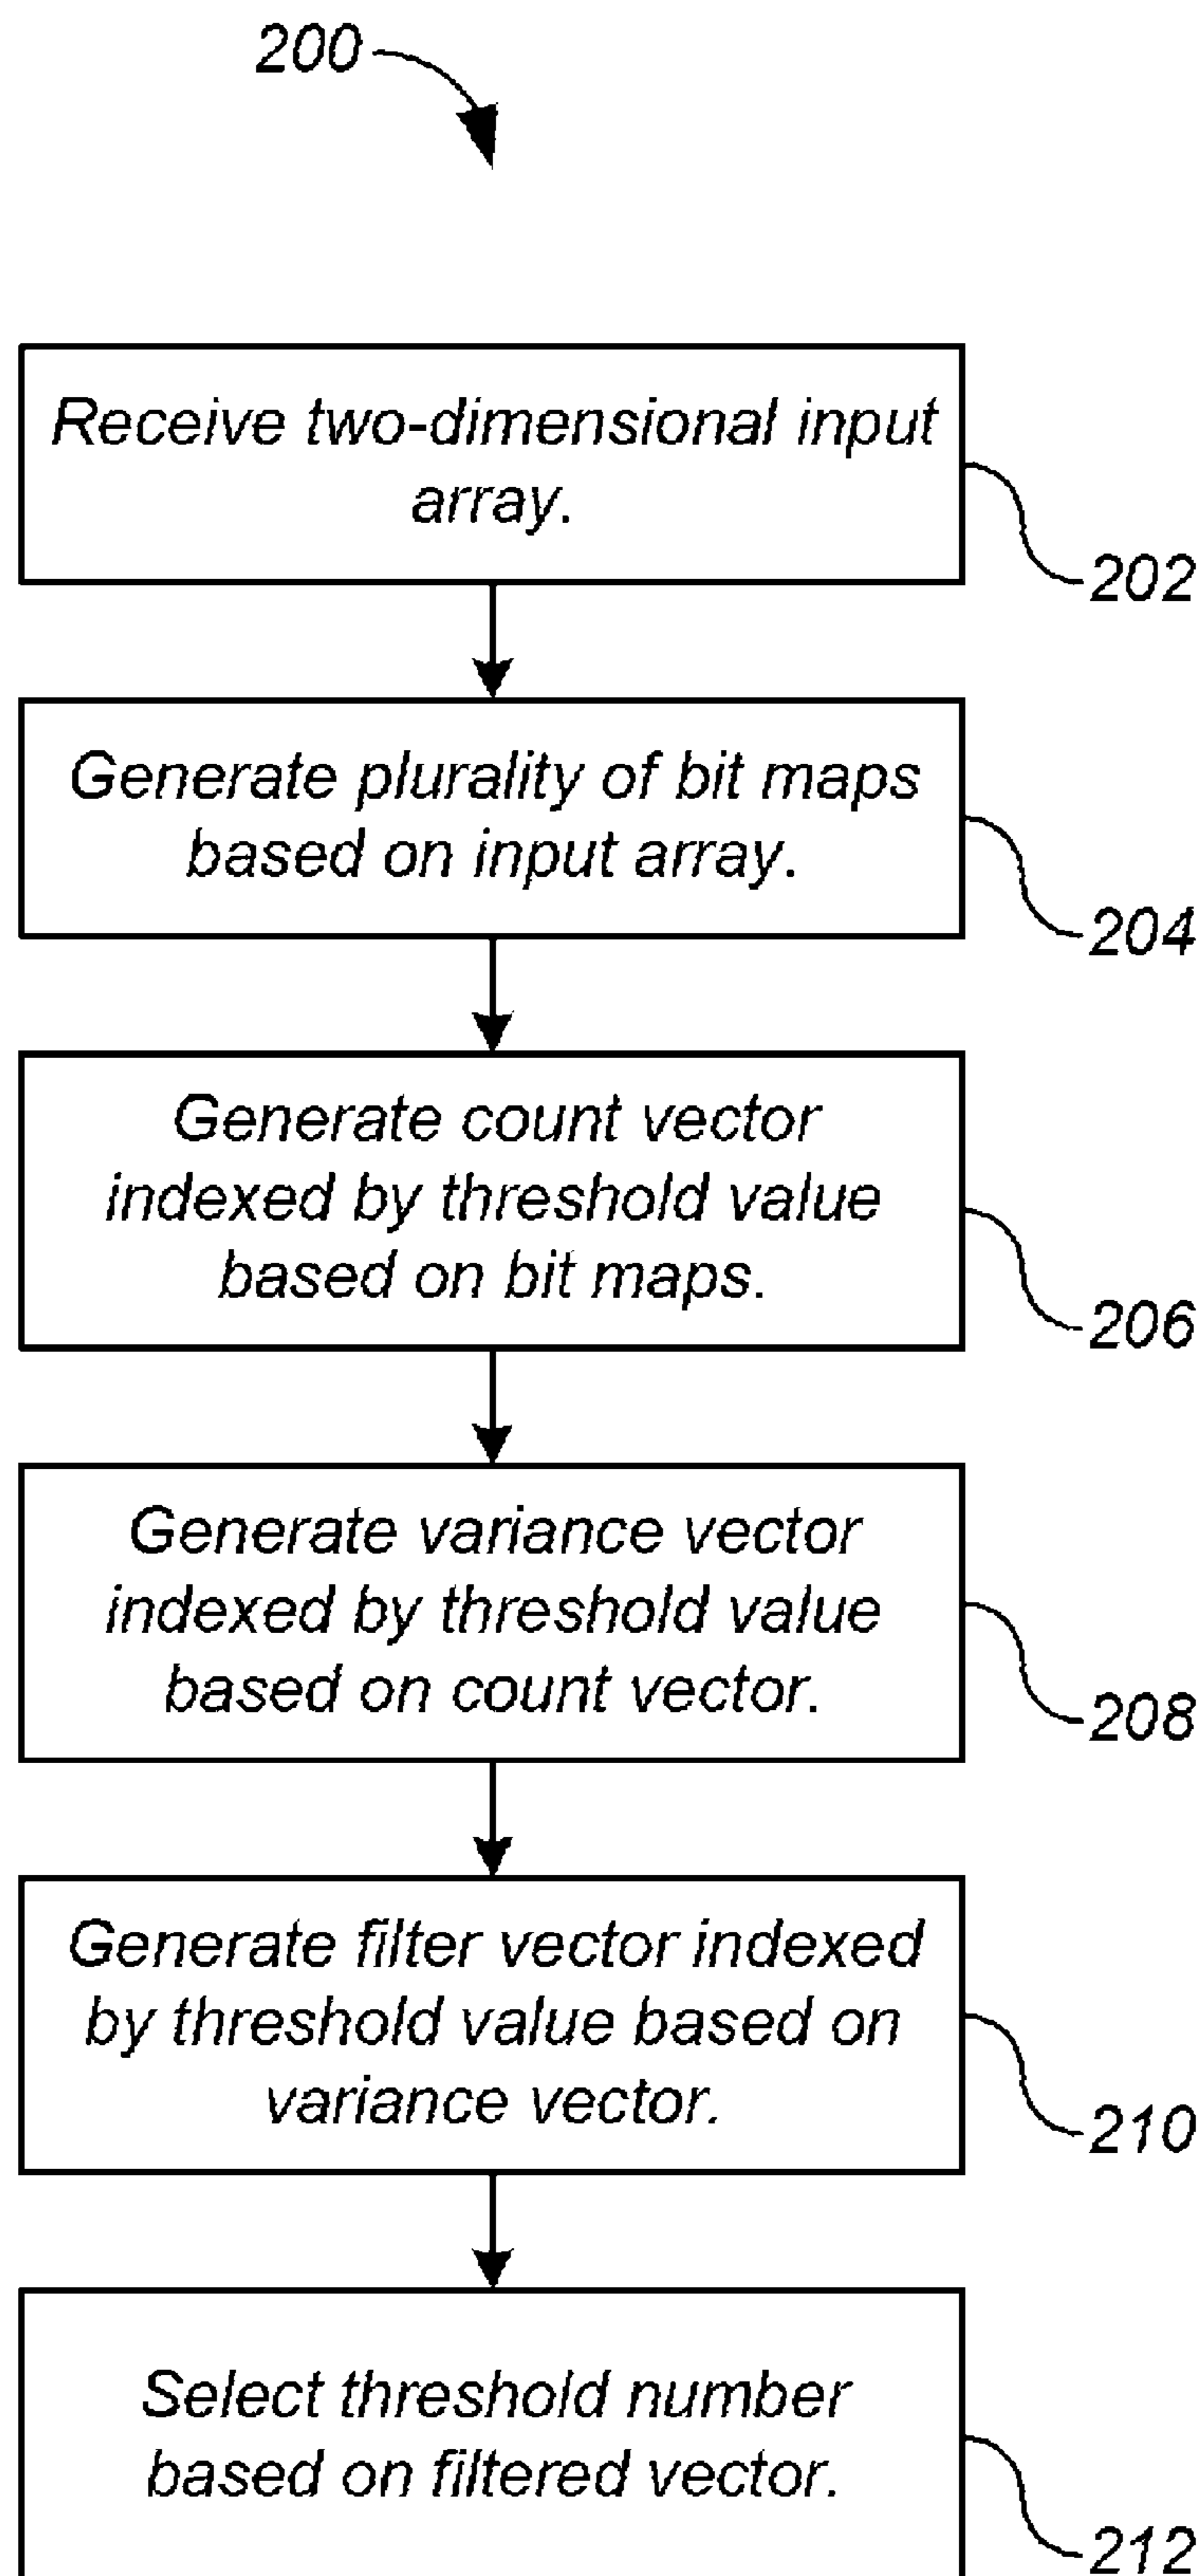 200
Receive two-dimensional input
array.
202
Generate plurality of bit maps
based on input array.
204
Generate count vector
indexed by threshold value
based on bit maps.
206
Generate variance vector
indexed by threshold value
based on count vector.
208
Generate filter vector indexed
by threshold value based on
variance vector.
210
Select threshold number
based on filtered vector.
212